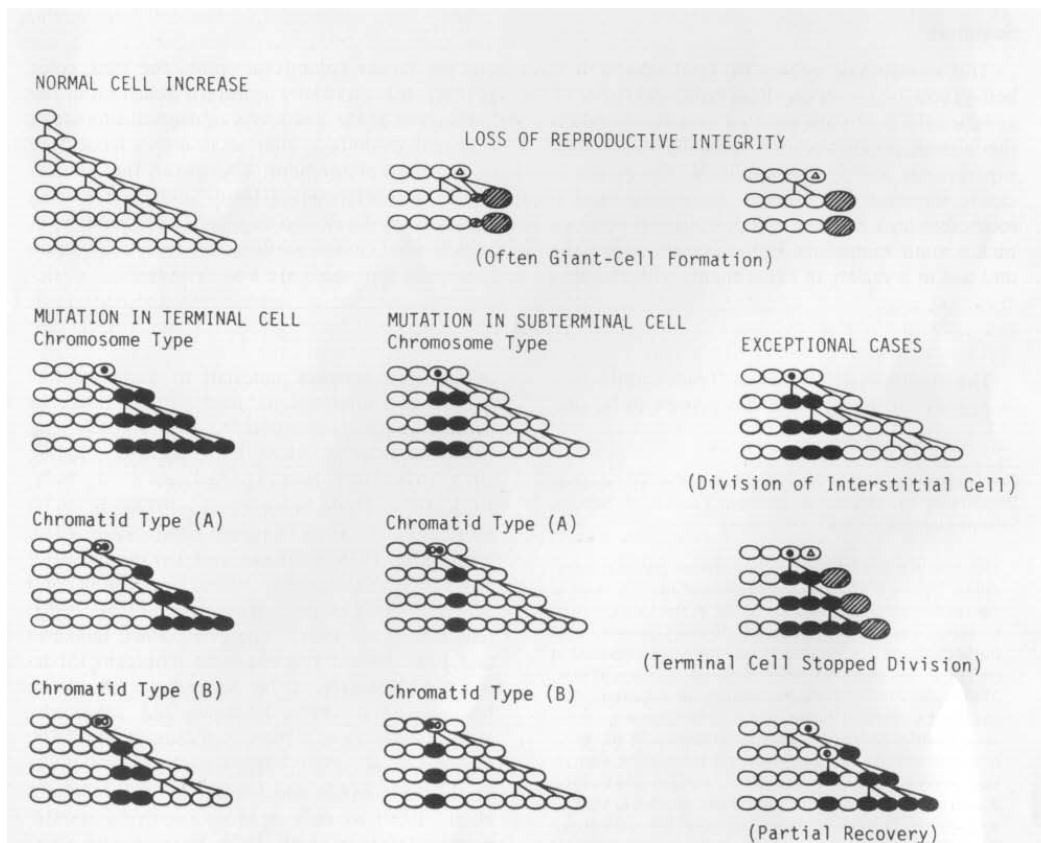 NORMAL CELL INCREASE
LOSS OF REPRODUCTIVE INTEGRITY
(Often Giant-Cell Formation)
MUTATION IN TERMINAL CELL
Chromosome Type
MUTATION IN SUBTERMINAL CELL
Chromosome Type
EXCEPTIONAL CASES
(Division of Interstitial Cell)
Chromatid Type (A)
Chromatid Type (A)
(Terminal Cell Stopped Division)
Chromatid Type (B)
Chromatid Type (B)
(Partial Recovery)